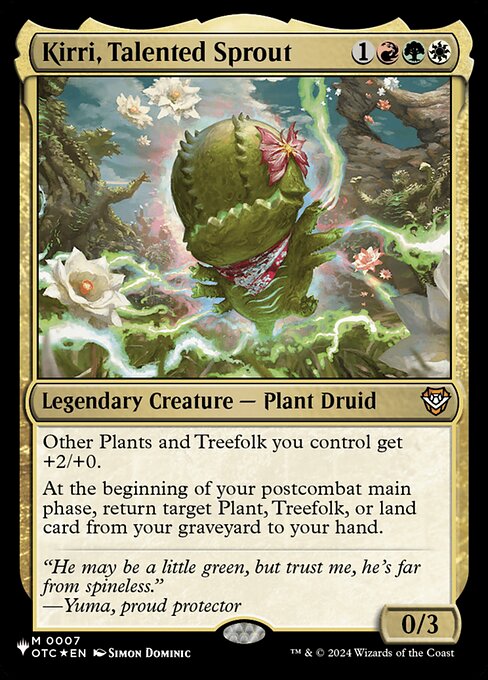 Kirri, Talented Sprout 1
Legendary Creature — Plant Druid
Other Plants and Treefolk you control get
+2/+0.
At the beginning of your postcombat main
phase, return target Plant, Treefolk, or land
card from your graveyard to your hand.
“He may be a little green, but trust me, he’s far
from spineless.”
—Yuma, proud protector
0/3
M 0007
OTC★EN Simon Dominic
™ & © 2024 Wizards of the Coast